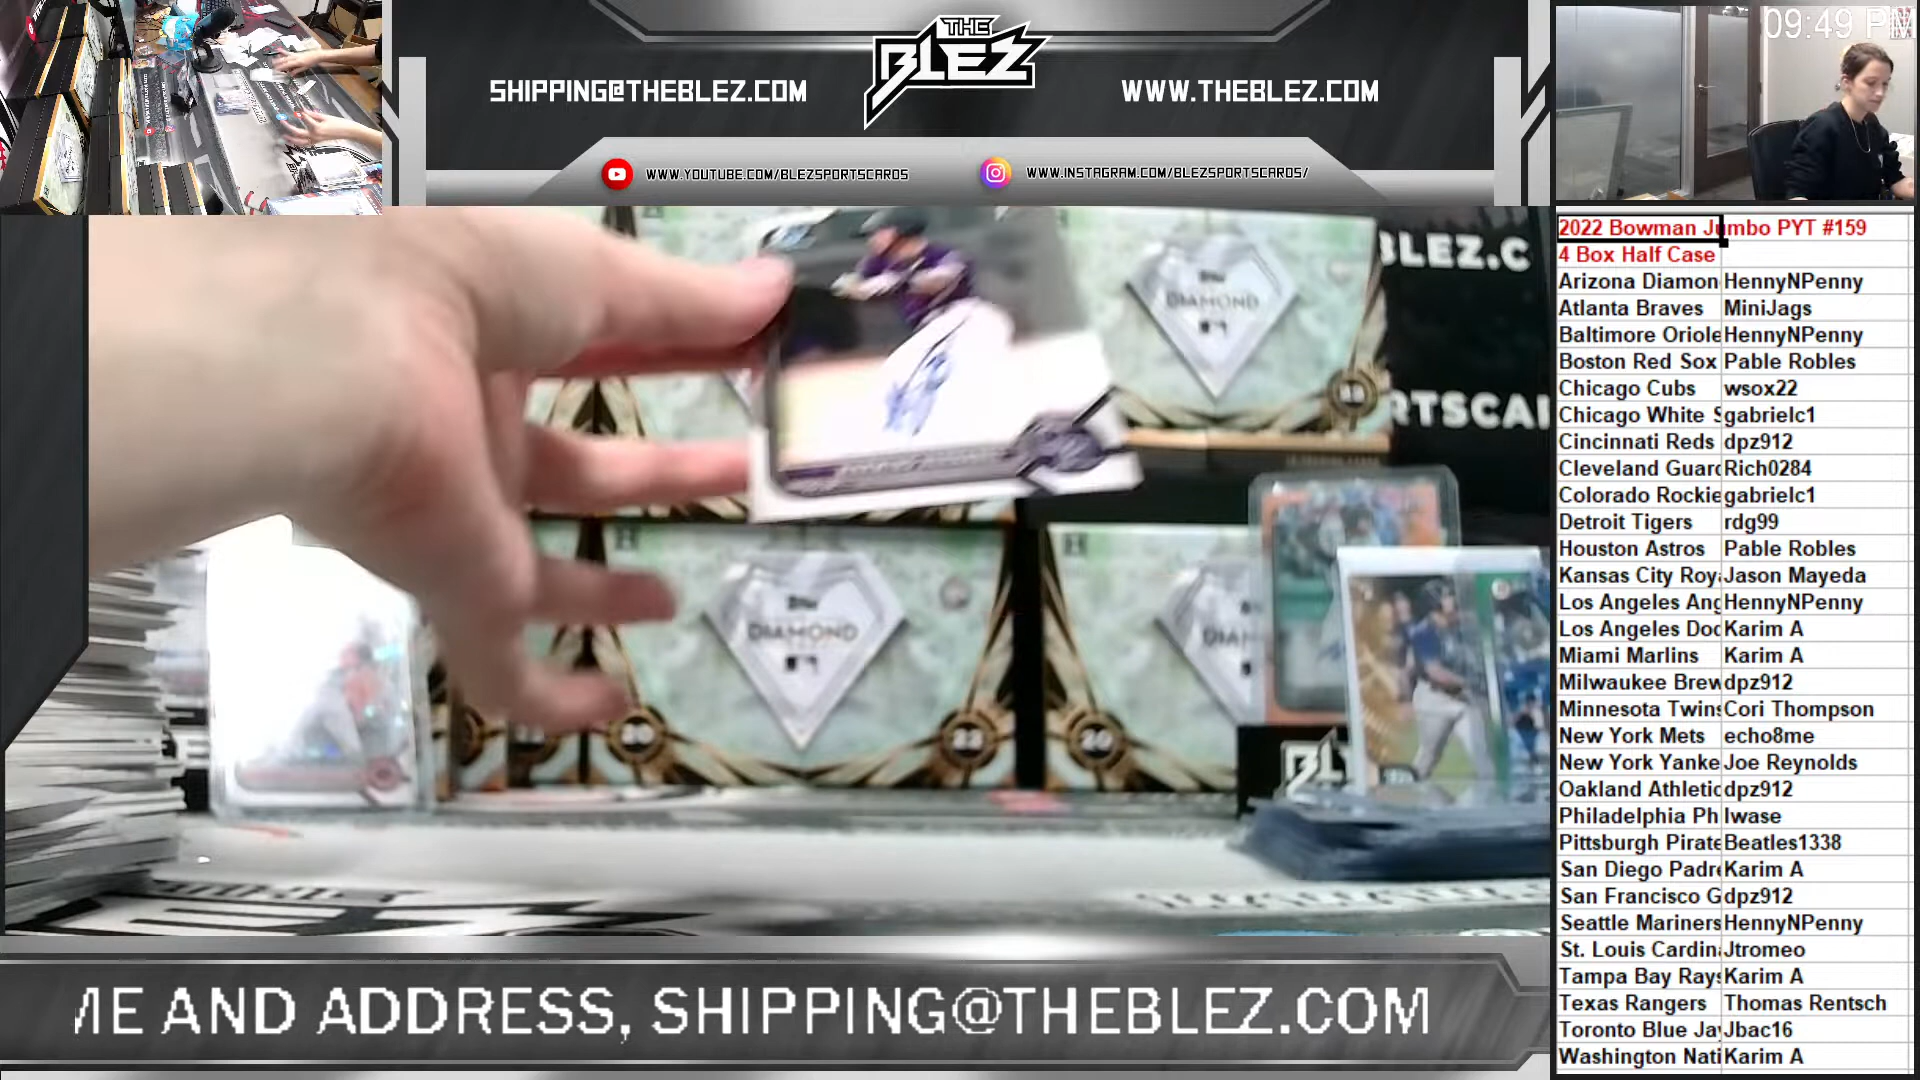 THE
BLEZ
SHIPPING@THEBLEZ.COM
WWW.THEBLEZ.COM
WWW.YOUTUBE.COM/BLEZSPORTSCARDS
WWW.INSTAGRAM.COM/BLEZSPORTSCARDS/
09:49 PM
BLEZ.C
RTSCA
DIAMOND
DIAMOND
DIAM
2022 Bowman Jumbo PYT #159
4 Box Half Case
Arizona Diamon HennyNPenny
Atlanta Braves MiniJags
Baltimore Oriole HennyNPenny
Boston Red Sox Pable Robles
Chicago Cubs wsox22
Chicago White S gabrielc1
Cincinnati Reds dpz912
Cleveland Guard Rich0284
Colorado Rockie gabrielc1
Detroit Tigers rdg99
Houston Astros Pable Robles
Kansas City Roy Jason Mayeda
Los Angeles Ang HennyNPenny
Los Angeles Dod Karim A
Miami Marlins Karim A
Milwaukee Brew dpz912
Minnesota Twins Cori Thompson
New York Mets echo8me
New York Yanke Joe Reynolds
Oakland Athletic dpz912
Philadelphia Ph Iwase
Pittsburgh Pirate Beatles1338
San Diego Padre Karim A
San Francisco G dpz912
Seattle Mariners HennyNPenny
St. Louis Cardin Jtromeo
Tampa Bay Rays Karim A
Texas Rangers Thomas Rentsch
Toronto Blue Jay Jbac16
Washington Nati Karim A
ME AND ADDRESS, SHIPPING@THEBLEZ.COM